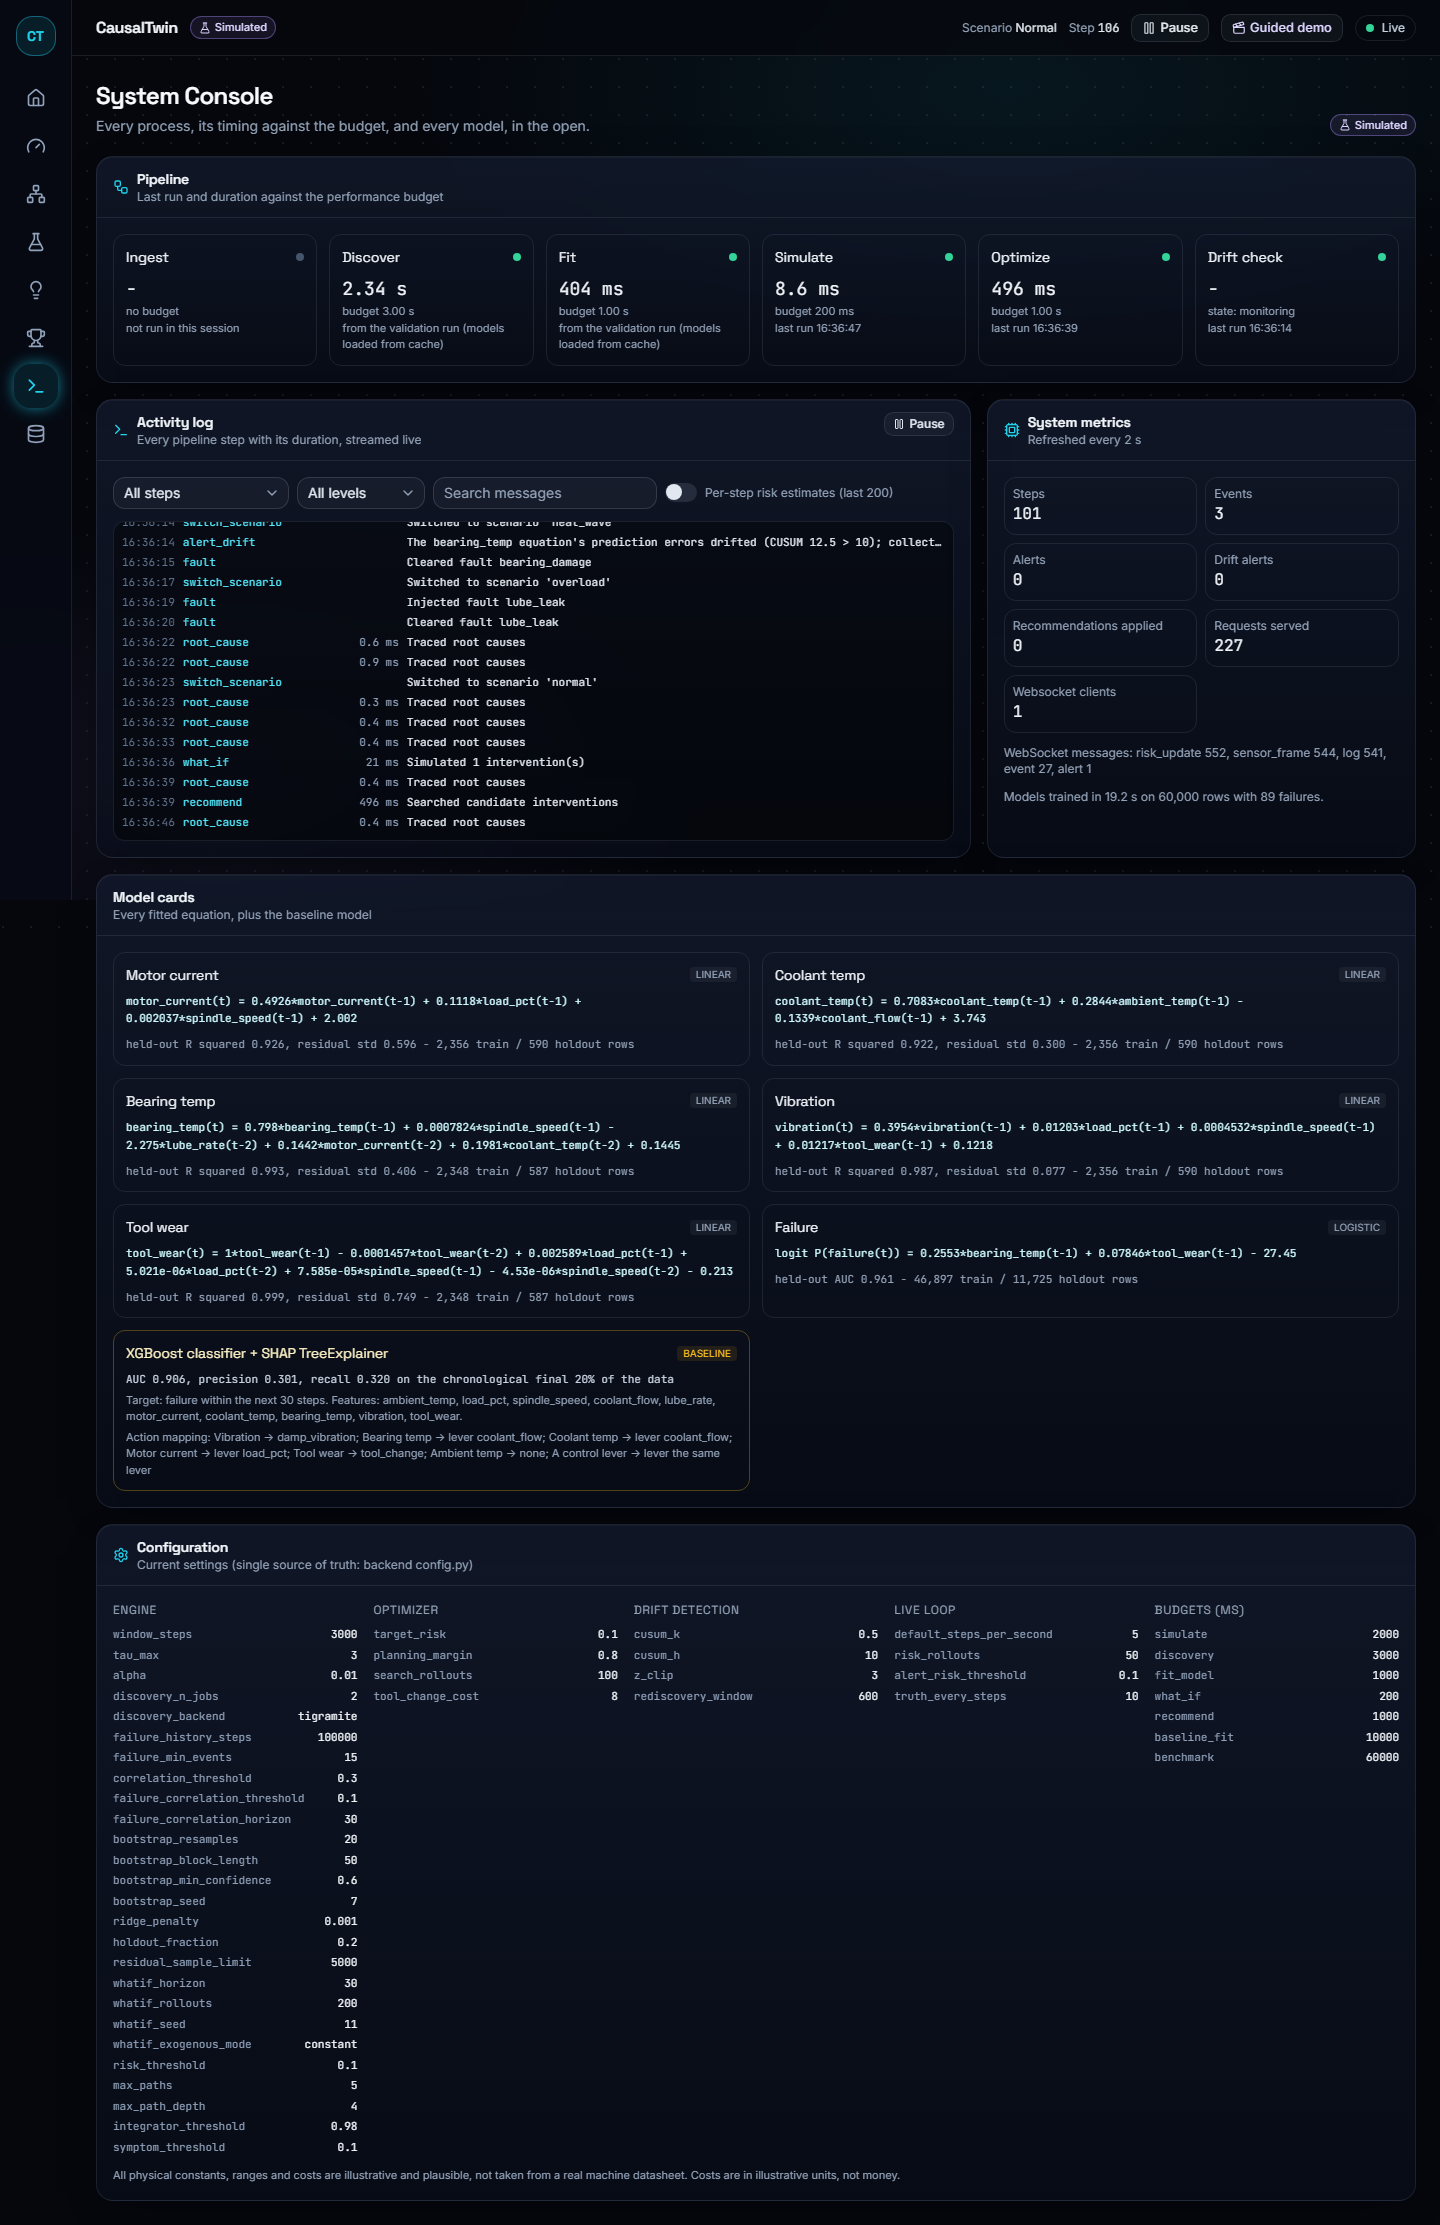 CT
CausalTwin
Simulated
Scenario Normal
Step 106
Pause
Guided demo
Live
System Console
Every process, its timing against the budget, and every model, in the open.
Simulated
Pipeline
Last run and duration against the performance budget
Ingest
-
no budget
not run in this session
Discover
2.34 s
budget 3.00 s
from the validation run (models
loaded from cache)
Fit
404 ms
budget 1.00 s
from the validation run (models
loaded from cache)
Simulate
8.6 ms
budget 200 ms
last run 16:36:47
Optimize
496 ms
budget 1.00 s
last run 16:36:39
Drift check
-
state: monitoring
last run 16:36:14
Activity log
Every pipeline step with its duration, streamed live
Pause
All steps
All levels
Search messages
Per-step risk estimates (last 200)
16:36:14 switch_scenario Switched to scenario 'heat_wave'
16:36:14 alert_drift The bearing_temp equation's prediction errors drifted (CUSUM 12.5 > 10); collect…
16:36:15 fault Cleared fault bearing_damage
16:36:17 switch_scenario Switched to scenario 'overload'
16:36:19 fault Injected fault lube_leak
16:36:20 fault Cleared fault lube_leak
16:36:22 root_cause 0.6 ms Traced root causes
16:36:22 root_cause 0.9 ms Traced root causes
16:36:23 switch_scenario Switched to scenario 'normal'
16:36:23 root_cause 0.3 ms Traced root causes
16:36:32 root_cause 0.4 ms Traced root causes
16:36:33 root_cause 0.4 ms Traced root causes
16:36:36 what_if 21 ms Simulated 1 intervention(s)
16:36:39 root_cause 0.4 ms Traced root causes
16:36:39 recommend 496 ms Searched candidate interventions
16:36:46 root_cause 0.4 ms Traced root causes
System metrics
Refreshed every 2 s
Steps
101
Events
3
Alerts
0
Drift alerts
0
Recommendations applied
0
Requests served
227
Websocket clients
1
WebSocket messages: risk_update 552, sensor_frame 544, log 541,
event 27, alert 1
Models trained in 19.2 s on 60,000 rows with 89 failures.
Model cards
Every fitted equation, plus the baseline model
Motor current
LINEAR
motor_current(t) = 0.4926*motor_current(t-1) + 0.1118*load_pct(t-1) +
0.002037*spindle_speed(t-1) + 2.002
held-out R squared 0.926, residual std 0.596 - 2,356 train / 590 holdout rows
Coolant temp
LINEAR
coolant_temp(t) = 0.7083*coolant_temp(t-1) + 0.2844*ambient_temp(t-1) -
0.1339*coolant_flow(t-1) + 3.743
held-out R squared 0.922, residual std 0.300 - 2,356 train / 590 holdout rows
Bearing temp
LINEAR
bearing_temp(t) = 0.798*bearing_temp(t-1) + 0.0007824*spindle_speed(t-1) -
2.275*lube_rate(t-2) + 0.1442*motor_current(t-2) + 0.1981*coolant_temp(t-2) + 0.1445
held-out R squared 0.993, residual std 0.406 - 2,348 train / 587 holdout rows
Vibration
LINEAR
vibration(t) = 0.3954*vibration(t-1) + 0.01203*load_pct(t-1) + 0.0004532*spindle_speed(t-1)
+ 0.01217*tool_wear(t-1) + 0.1218
held-out R squared 0.987, residual std 0.077 - 2,356 train / 590 holdout rows
Tool wear
LINEAR
tool_wear(t) = 1*tool_wear(t-1) - 0.0001457*tool_wear(t-2) + 0.002589*load_pct(t-1) +
5.021e-06*load_pct(t-2) + 7.585e-05*spindle_speed(t-1) - 4.53e-06*spindle_speed(t-2) - 0.213
held-out R squared 0.999, residual std 0.749 - 2,348 train / 587 holdout rows
Failure
LOGISTIC
logit P(failure(t)) = 0.2553*bearing_temp(t-1) + 0.07846*tool_wear(t-1) - 27.45
held-out AUC 0.961 - 46,897 train / 11,725 holdout rows
XGBoost classifier + SHAP TreeExplainer
BASELINE
AUC 0.906, precision 0.301, recall 0.320 on the chronological final 20% of the data
Target: failure within the next 30 steps. Features: ambient_temp, load_pct, spindle_speed, coolant_flow, lube_rate,
motor_current, coolant_temp, bearing_temp, vibration, tool_wear.
Action mapping: Vibration → damp_vibration; Bearing temp → lever coolant_flow; Coolant temp → lever coolant_flow;
Motor current → lever load_pct; Tool wear → tool_change; Ambient temp → none; A control lever → lever the same
lever
Configuration
Current settings (single source of truth: backend config.py)
ENGINE
window_steps 3000
tau_max 3
alpha 0.01
discovery_n_jobs 2
discovery_backend tigramite
failure_history_steps 100000
failure_min_events 15
correlation_threshold 0.3
failure_correlation_threshold 0.1
failure_correlation_horizon 30
bootstrap_resamples 20
bootstrap_block_length 50
bootstrap_min_confidence 0.6
bootstrap_seed 7
ridge_penalty 0.001
holdout_fraction 0.2
residual_sample_limit 5000
whatif_horizon 30
whatif_rollouts 200
whatif_seed 11
whatif_exogenous_mode constant
risk_threshold 0.1
max_paths 5
max_path_depth 4
integrator_threshold 0.98
symptom_threshold 0.1
OPTIMIZER
target_risk 0.1
planning_margin 0.8
search_rollouts 100
tool_change_cost 8
DRIFT DETECTION
cusum_k 0.5
cusum_h 10
z_clip 3
rediscovery_window 600
LIVE LOOP
default_steps_per_second 5
risk_rollouts 50
alert_risk_threshold 0.1
truth_every_steps 10
BUDGETS (MS)
simulate 2000
discovery 3000
fit_model 1000
what_if 200
recommend 1000
baseline_fit 10000
benchmark 60000
All physical constants, ranges and costs are illustrative and plausible, not taken from a real machine datasheet. Costs are in illustrative units, not money.